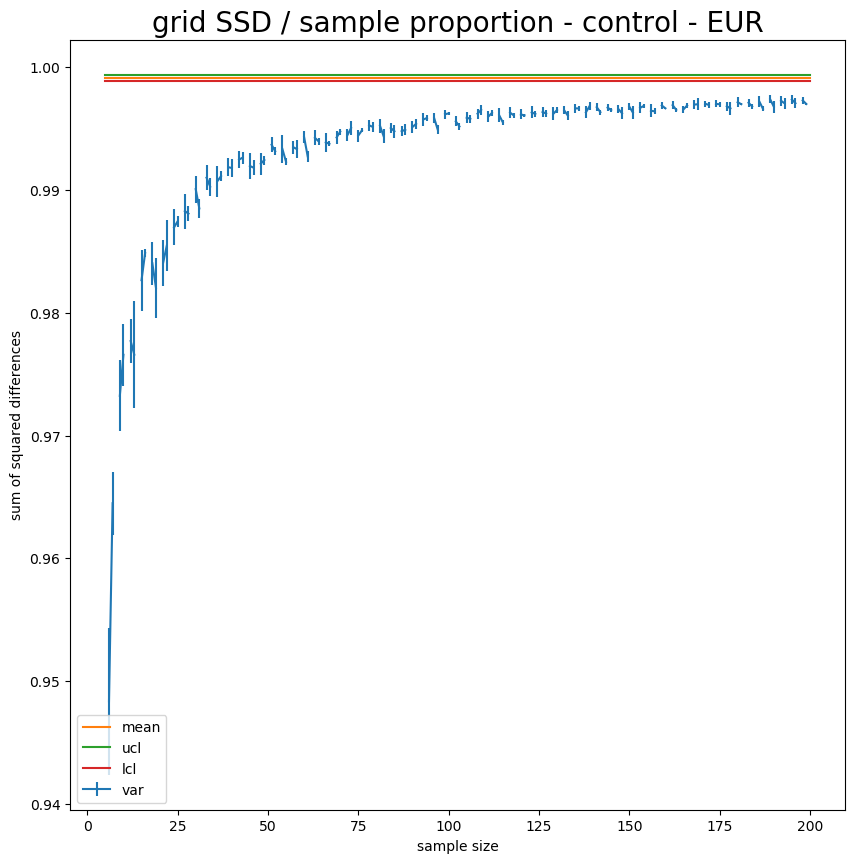 grid SSD / sample proportion - control - EUR
1.00
0.99
0.98
0.97
0.96
0.95
0.94
sum of squared differences
mean
ucl
lcl
var
0 25 50 75 100 125 150 175 200
sample size